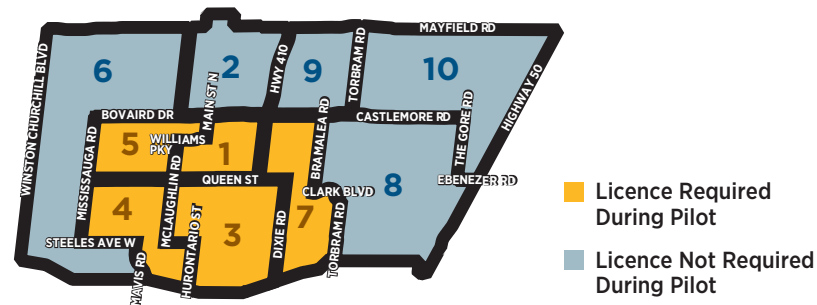 MAYFIELD RD
WINSTON CHURCHILL BLVD
6
2
MAIN ST N
HWY 410
9
TORBRAM RD
10
HIGHWAY 50
THE GORE RD
BOVAIRD DR
CASTLEMORE RD
MISSISSAUGA RD
5
WILLIAMS
PKY
1
BRAMALEA RD
MCLAUGHLIN RD
QUEEN ST
CLARK BLVD
8
EBENEZER RD
4
HURONTARIO ST
3
DIXIE RD
7
TORBRAM RD
STEELES AVE W
MAVIS RD
Licence Required
During Pilot
Licence Not Required
During Pilot